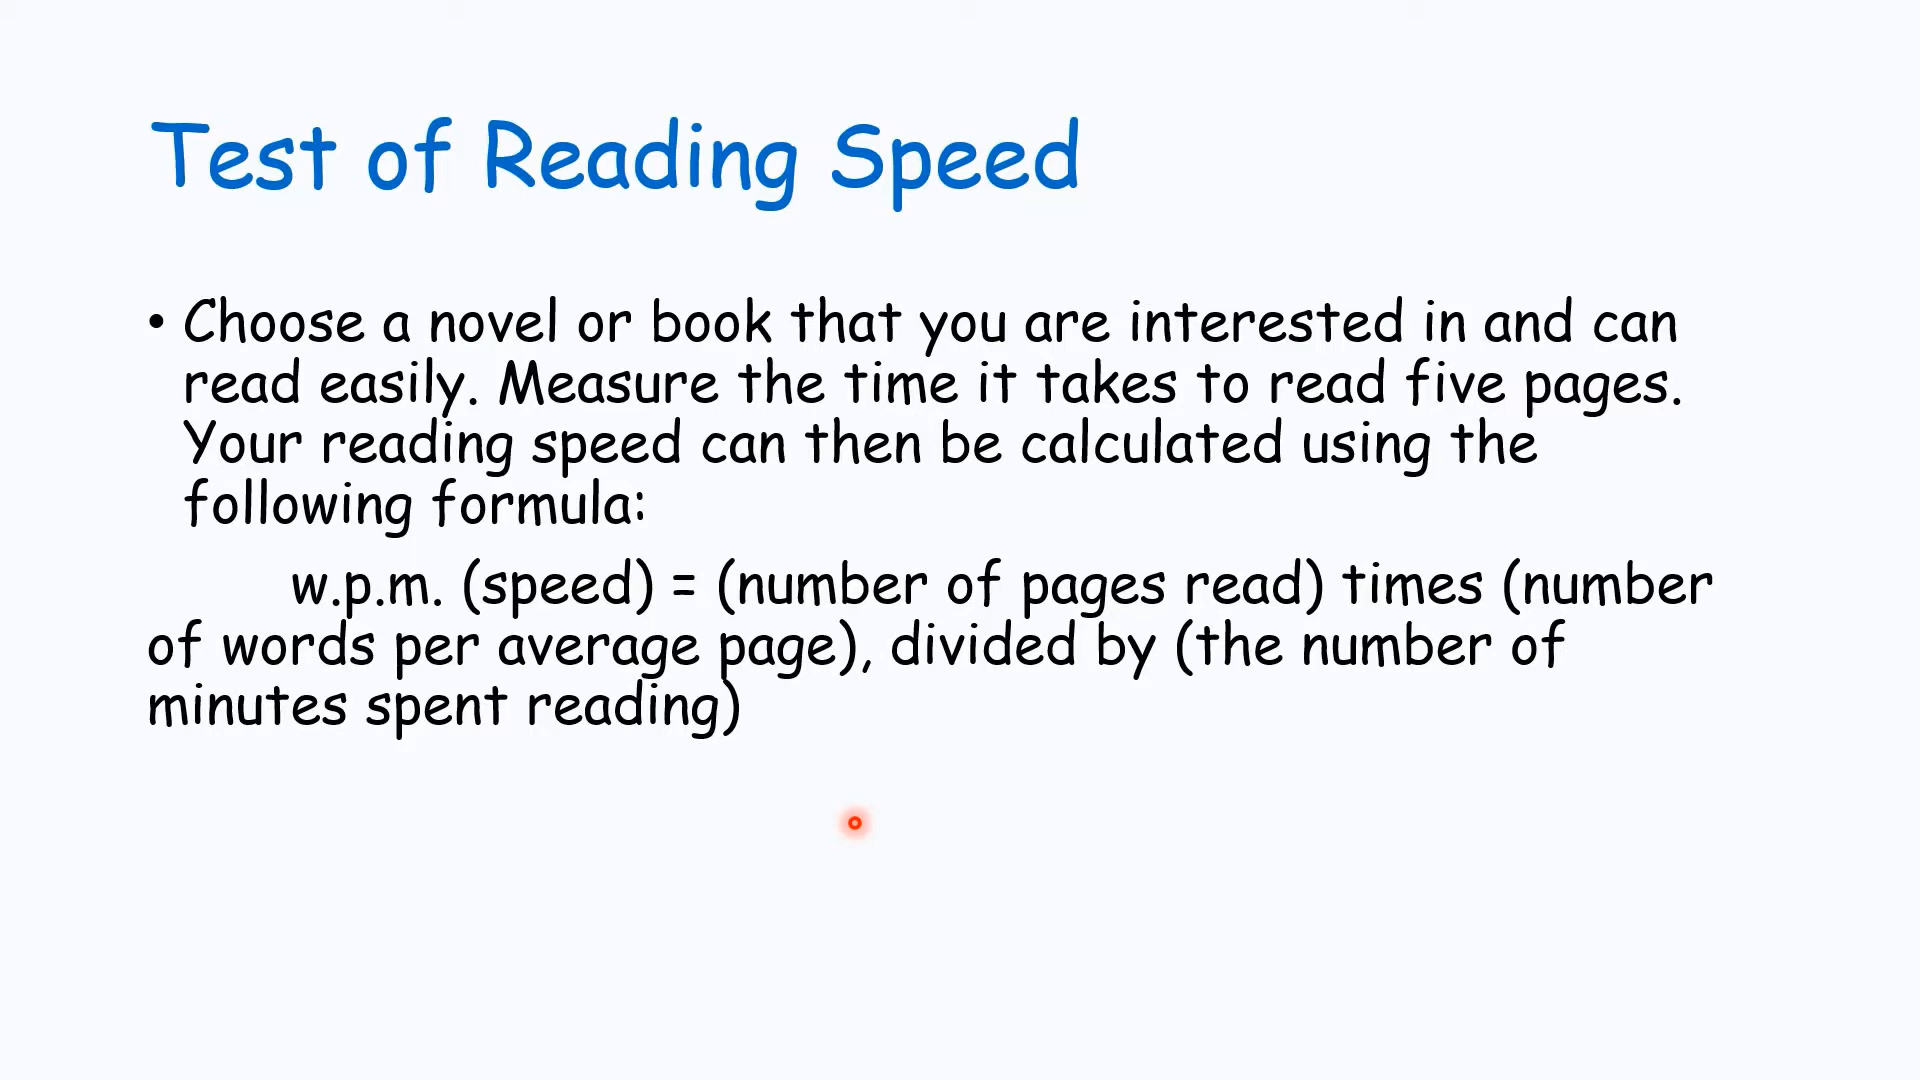 Test of Reading Speed
• Choose a novel or book that you are interested in and can
read easily. Measure the time it takes to read five pages.
Your reading speed can then be calculated using the
following formula:
w.p.m. (speed) = (number of pages read) times (number
of words per average page), divided by (the number of
minutes spent reading)